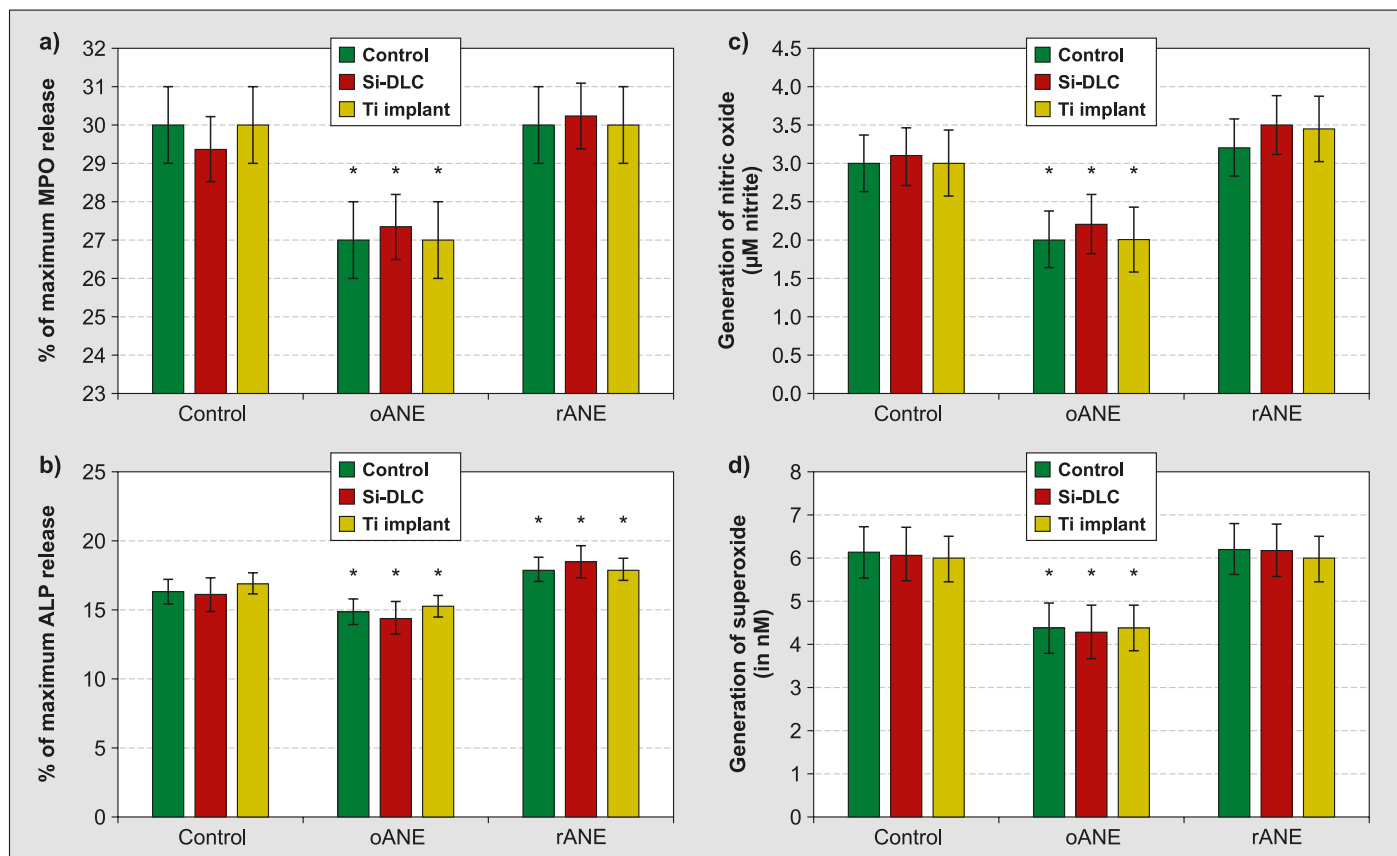 a)
% of maximum MPO release
32
31
30
29
28
27
26
25
24
23
Control
Si-DLC
Ti implant
* * *
Control oANE rANE
b)
% of maximum ALP release
25
20
15
10
5
0
Control
Si-DLC
Ti implant
* * *
* * *
Control oANE rANE
c)
Generation of nitric oxide
(µM nitrite)
4.5
4.0
3.5
3.0
2.5
2.0
1.5
1.0
0.5
0.0
Control
Si-DLC
Ti implant
* * *
Control oANE rANE
d)
Generation of superoxide
(in nM)
8
7
6
5
4
3
2
1
0
Control
Si-DLC
Ti implant
* * *
Control oANE rANE